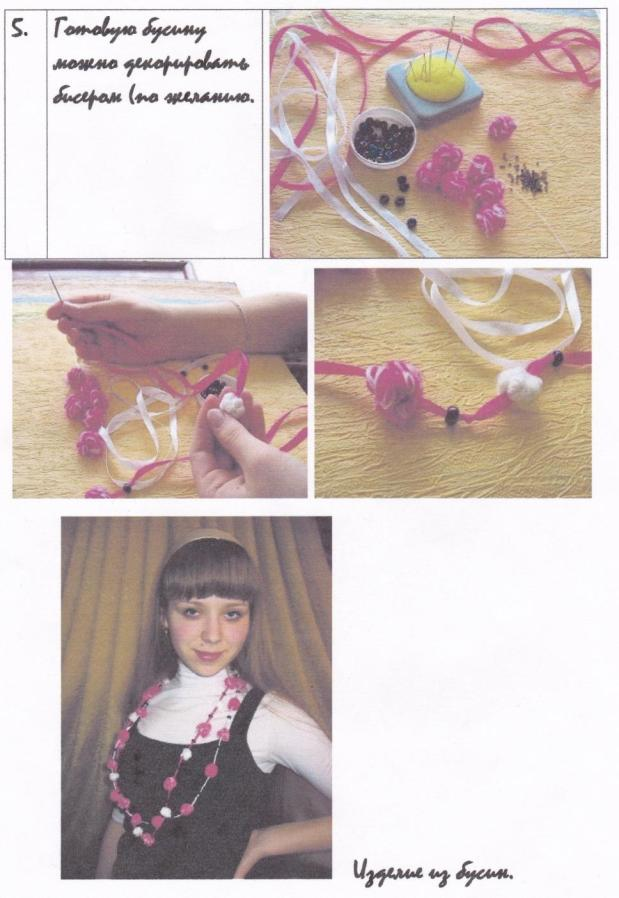 5.
Готовую бусину
можно декорировать
бисером (по желанию.
Изделие из бусин.